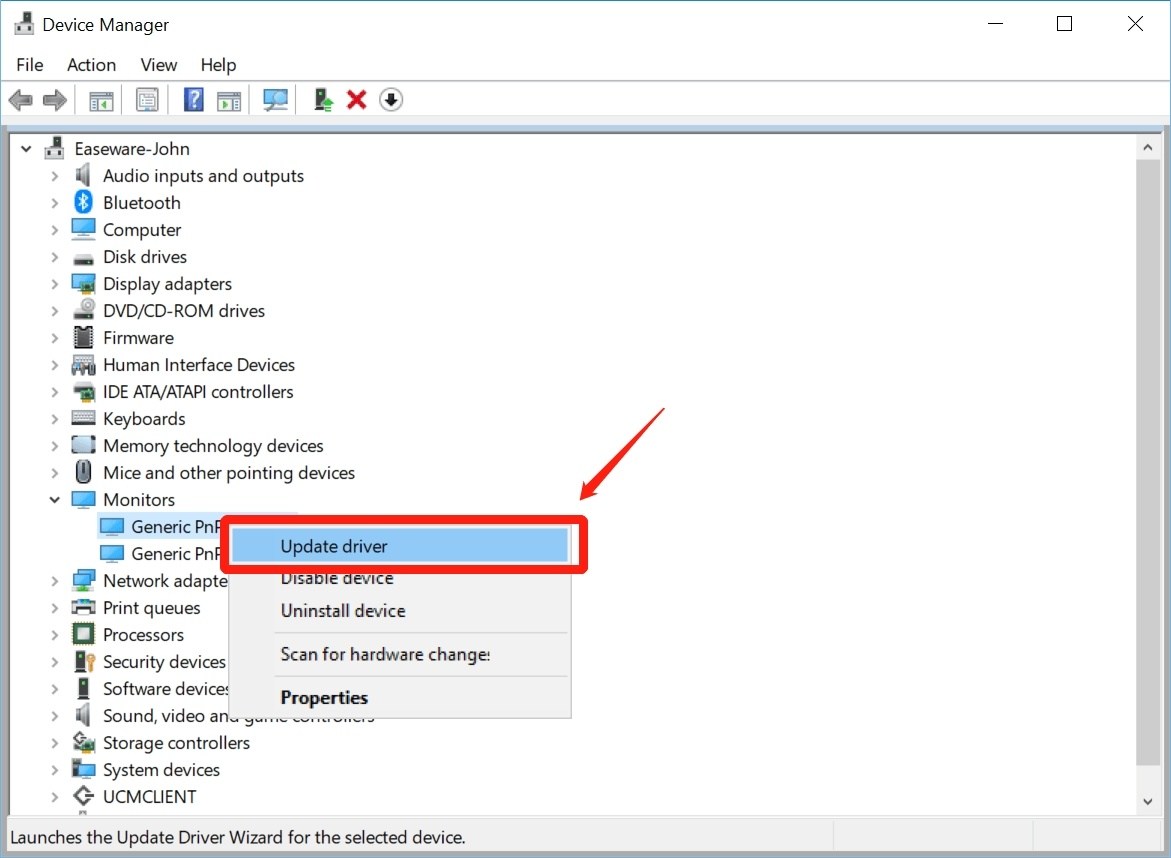 Device Manager
File Action View Help
Easeware-John
Audio inputs and outputs
Bluetooth
Computer
Disk drives
Display adapters
DVD/CD-ROM drives
Firmware
Human Interface Devices
IDE ATA/ATAPI controllers
Keyboards
Memory technology devices
Mice and other pointing devices
Monitors
Generic PnP
Update driver
Generic PnP
Disable device
Network adapte
Print queues
Uninstall device
Processors
Security devices
Scan for hardware changes
Software devices
Properties
Sound, video and game controllers
Storage controllers
System devices
UCMCLIENT
Launches the Update Driver Wizard for the selected device.